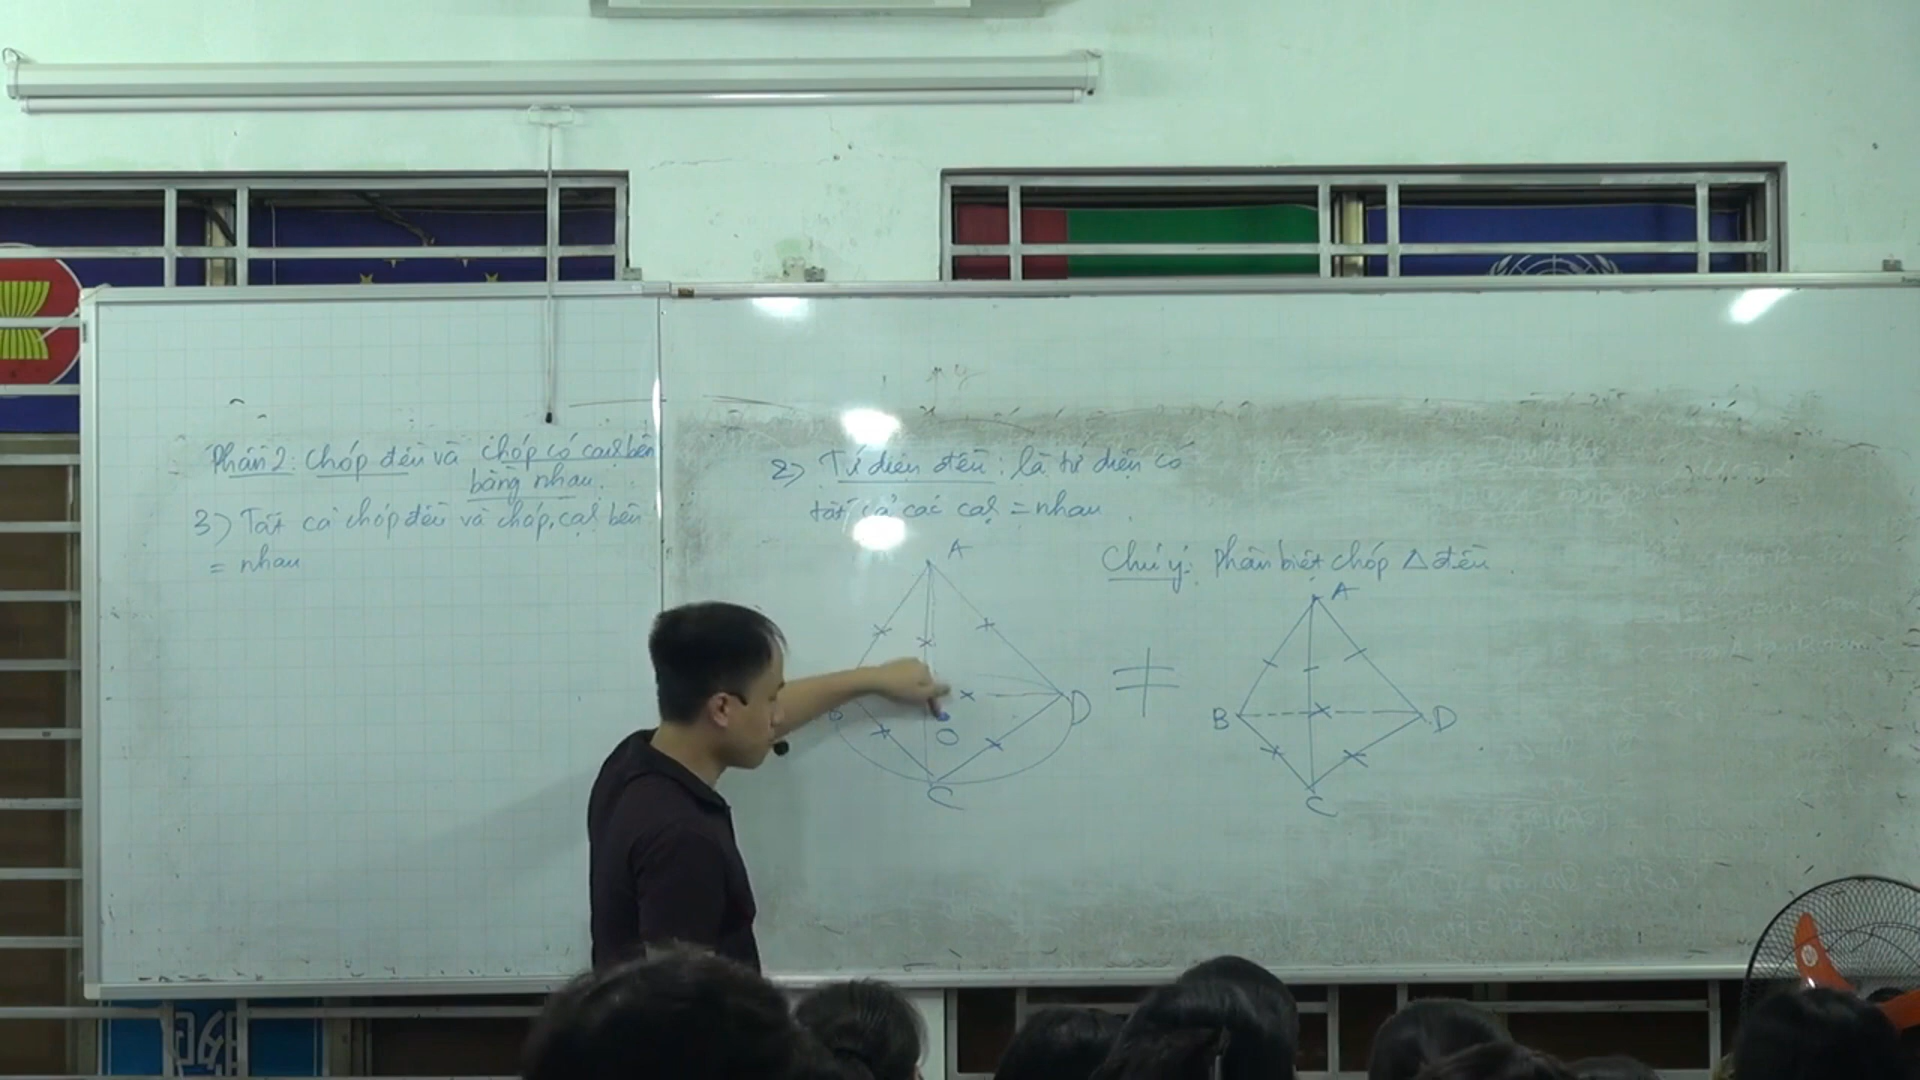 Phần 2: Chóp đều và chóp có cạnh bên
bằng nhau.
3) Tất cả chóp đều và chóp, cạnh bên
= nhau
2) Tứ diện đều: là tứ diện có
tất cả các cạnh = nhau.
Chú ý: Phân biệt chóp Δ đều.
A
B
O
D
C
≠
A
B
D
C